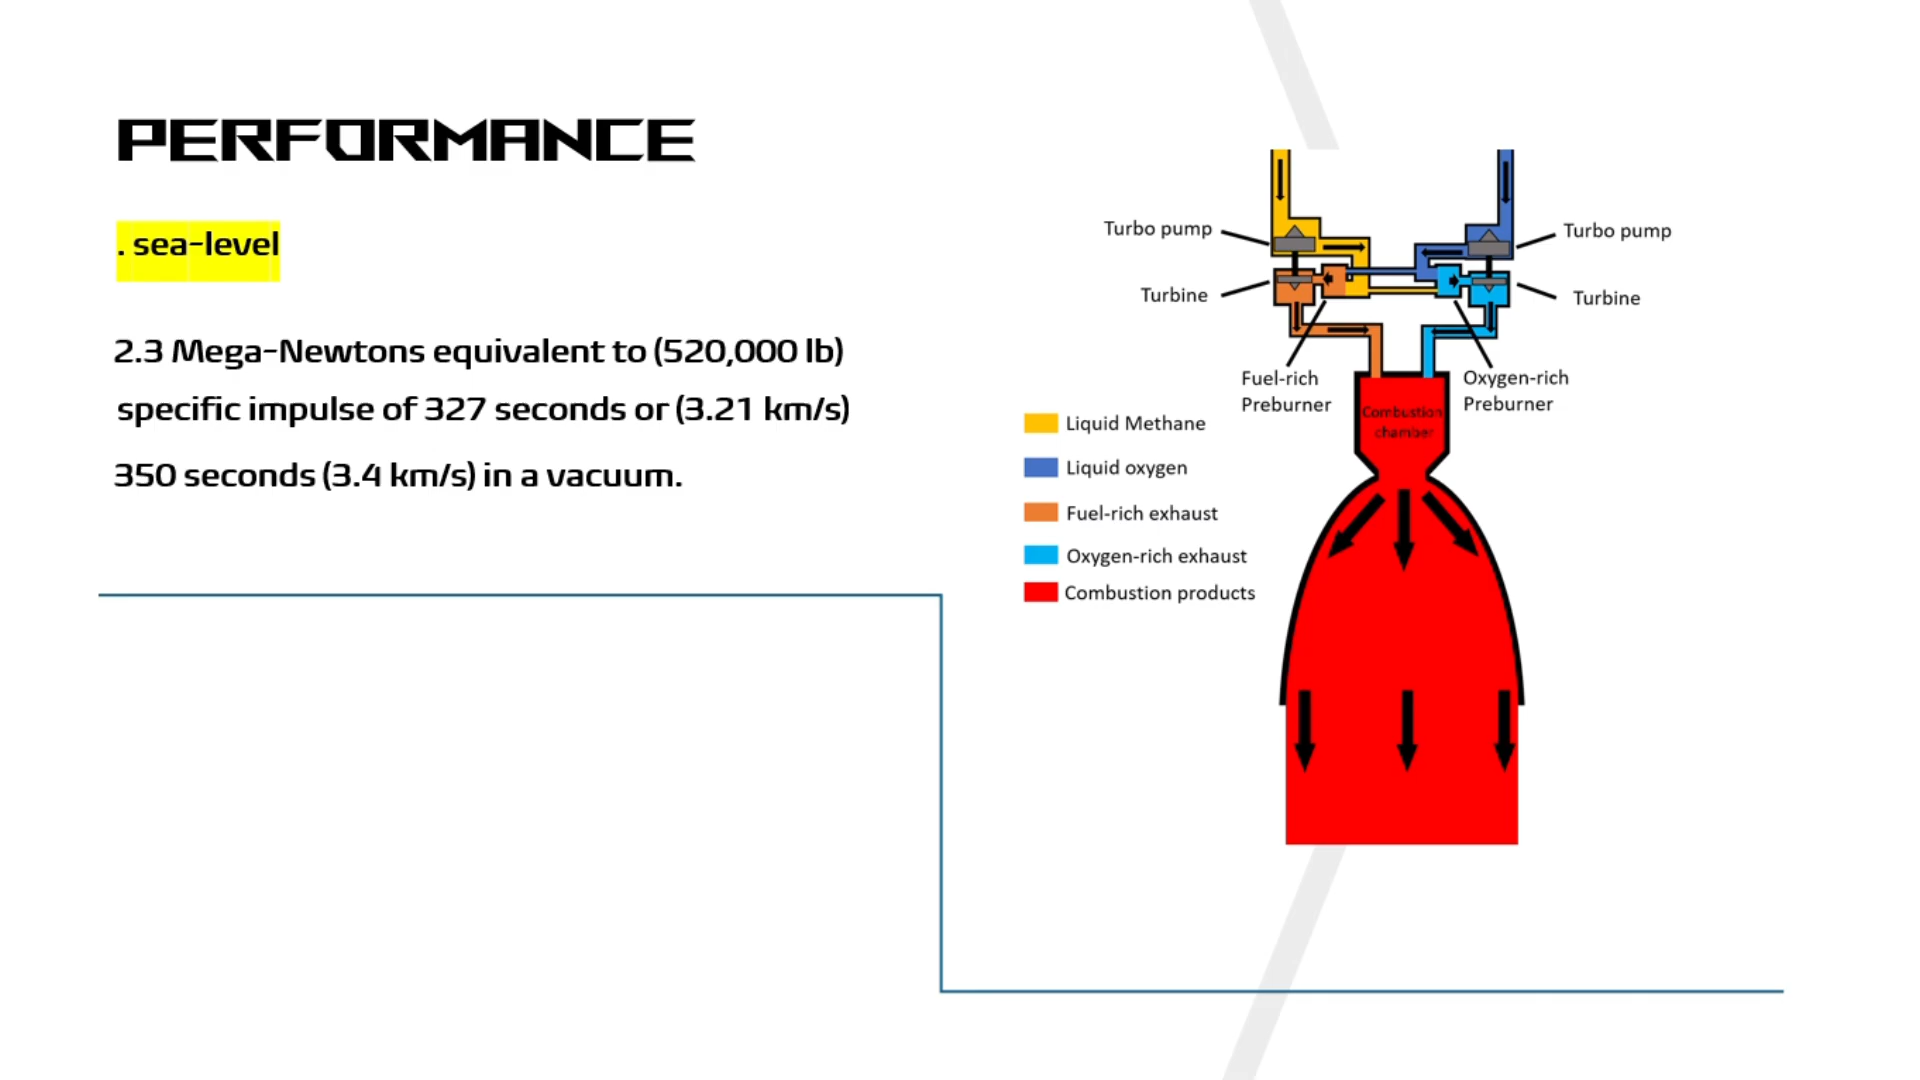 PERFORMANCE
. sea-level
2.3 Mega-Newtons equivalent to (520,000 lb)
specific impulse of 327 seconds or (3.21 km/s)
350 seconds (3.4 km/s) in a vacuum.
Turbo pump
Turbo pump
Turbine
Turbine
Fuel-rich
Preburner
Oxygen-rich
Preburner
Combustion
chamber
Liquid Methane
Liquid oxygen
Fuel-rich exhaust
Oxygen-rich exhaust
Combustion products